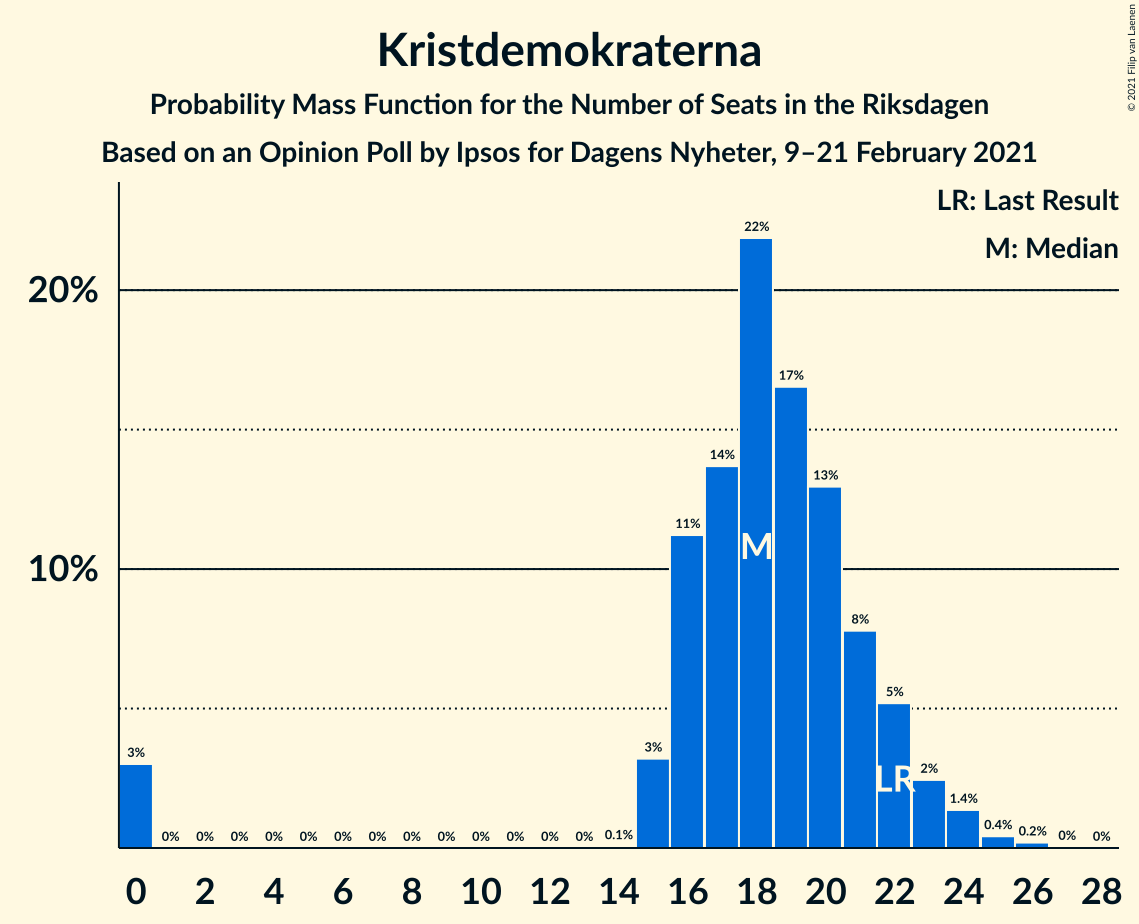 Kristdemokraterna
Probability Mass Function for the Number of Seats in the Riksdagen
Based on an Opinion Poll by Ipsos for Dagens Nyheter, 9–21 February 2021
© 2021 Filip van Laenen
LR: Last Result
M: Median
20%
10%
3% 0% 0% 0% 0% 0% 0% 0% 0% 0% 0% 0% 0% 0% 0.1% 3% 11% 14% 22% 17% 13% 8% 5% 2% 1.4% 0.4% 0.2% 0% 0%
M
LR
0 2 4 6 8 10 12 14 16 18 20 22 24 26 28